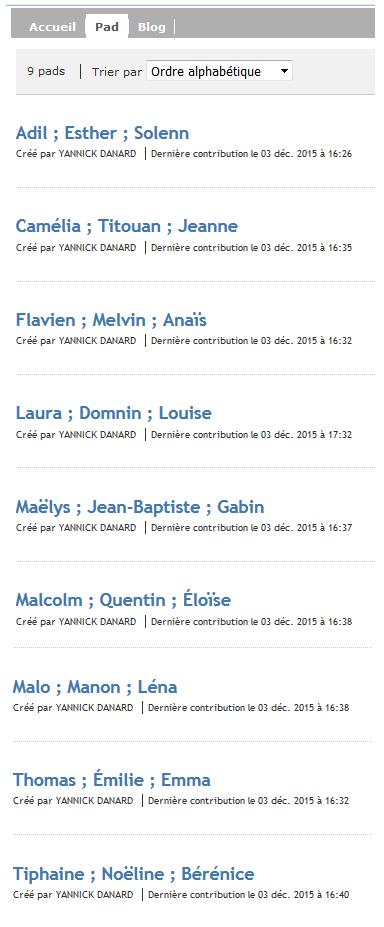 Accueil Pad Blog
9 pads Trier par Ordre alphabétique
Adil ; Esther ; Solenn
Créé par YANNICK DANARD Dernière contribution le 03 déc. 2015 à 16:26
Camélia ; Titouan ; Jeanne
Créé par YANNICK DANARD Dernière contribution le 03 déc. 2015 à 16:35
Flavien ; Melvin ; Anaïs
Créé par YANNICK DANARD Dernière contribution le 03 déc. 2015 à 16:32
Laura ; Domnin ; Louise
Créé par YANNICK DANARD Dernière contribution le 03 déc. 2015 à 17:32
Maëlys ; Jean-Baptiste ; Gabin
Créé par YANNICK DANARD Dernière contribution le 03 déc. 2015 à 16:37
Malcolm ; Quentin ; Éloïse
Créé par YANNICK DANARD Dernière contribution le 03 déc. 2015 à 16:38
Malo ; Manon ; Léna
Créé par YANNICK DANARD Dernière contribution le 03 déc. 2015 à 16:38
Thomas ; Émilie ; Emma
Créé par YANNICK DANARD Dernière contribution le 03 déc. 2015 à 16:32
Tiphaine ; Noëline ; Bérénice
Créé par YANNICK DANARD Dernière contribution le 03 déc. 2015 à 16:40